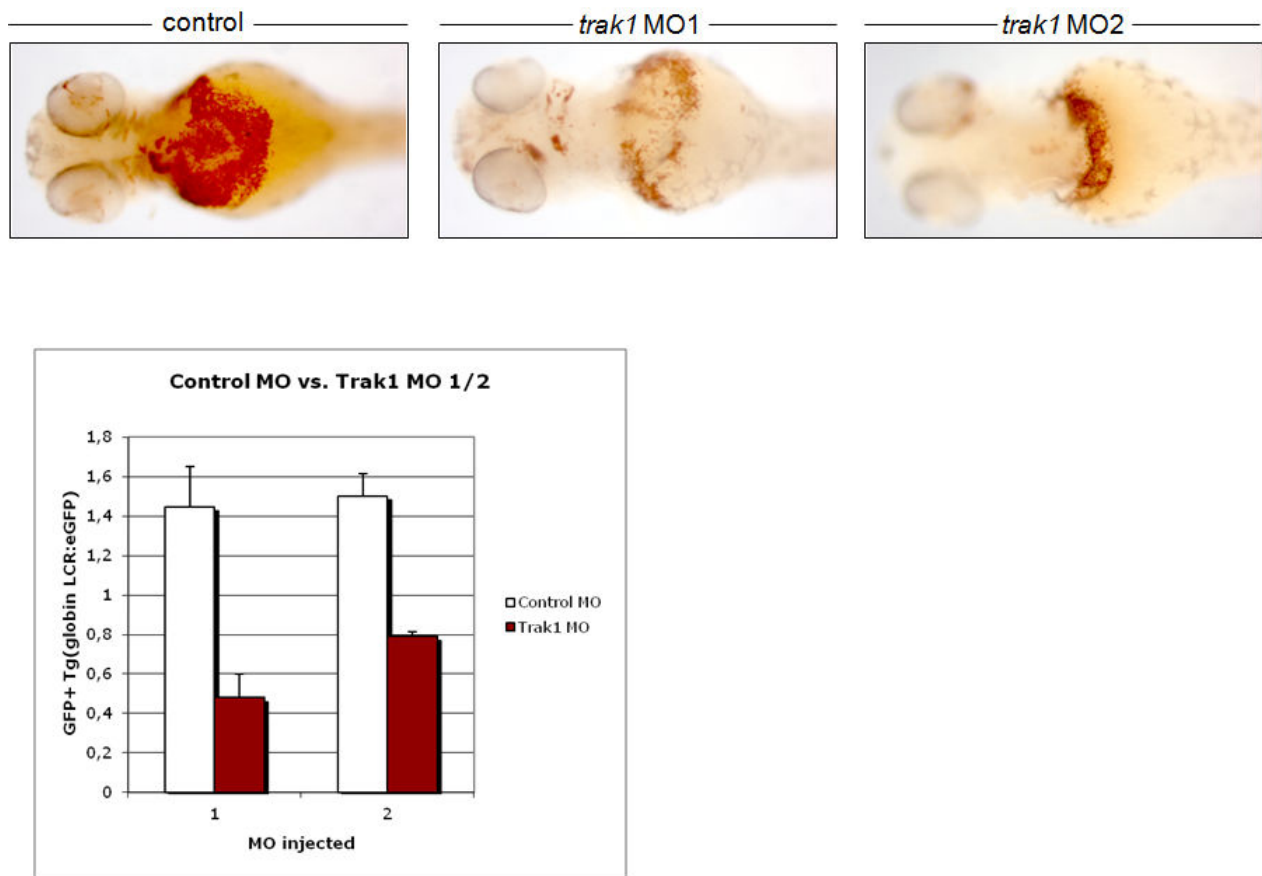 control
trak1 MO1
trak1 MO2
Control MO vs. Trak1 MO 1/2
GFP+ Tg(globin LCR:eGFP)
1,8
1,6
1,4
1,2
1
0,8
0,6
0,4
0,2
0
1
2
MO injected
Control MO
Trak1 MO